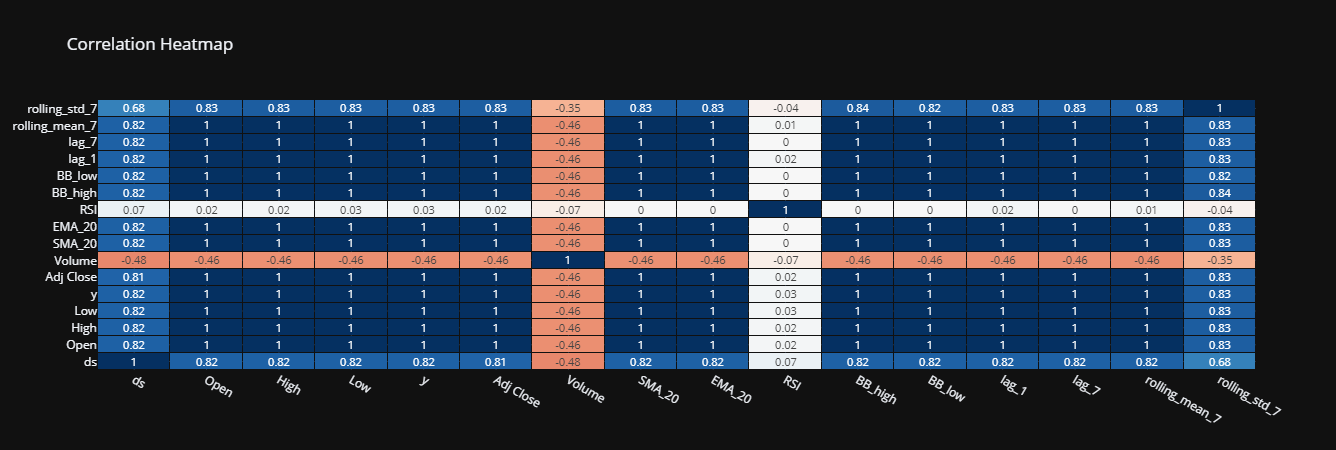 Correlation Heatmap
rolling_std_7 0.68 0.83 0.83 0.83 0.83 0.83 -0.35 0.83 0.83 -0.04 0.84 0.82 0.83 0.83 0.83 1
rolling_mean_7 0.82 1 1 1 1 1 -0.46 1 1 0.01 1 1 1 1 1 0.83
lag_7 0.82 1 1 1 1 1 -0.46 1 1 0 1 1 1 1 1 0.83
lag_1 0.82 1 1 1 1 1 -0.46 1 1 0.02 1 1 1 1 1 0.83
BB_low 0.82 1 1 1 1 1 -0.46 1 1 0 1 1 1 1 1 0.82
BB_high 0.82 1 1 1 1 1 -0.46 1 1 0 1 1 1 1 1 0.84
RSI 0.07 0.02 0.02 0.03 0.03 0.02 -0.07 0 0 1 0 0 0.02 0 0.01 -0.04
EMA_20 0.82 1 1 1 1 1 -0.46 1 1 0 1 1 1 1 1 0.83
SMA_20 0.82 1 1 1 1 1 -0.46 1 1 0 1 1 1 1 1 0.83
Volume -0.48 -0.46 -0.46 -0.46 -0.46 -0.46 1 -0.46 -0.46 -0.07 -0.46 -0.46 -0.46 -0.46 -0.46 -0.35
Adj Close 0.81 1 1 1 1 1 -0.46 1 1 0.02 1 1 1 1 1 0.83
y 0.82 1 1 1 1 1 -0.46 1 1 0.03 1 1 1 1 1 0.83
Low 0.82 1 1 1 1 1 -0.46 1 1 0.03 1 1 1 1 1 0.83
High 0.82 1 1 1 1 1 -0.46 1 1 0.02 1 1 1 1 1 0.83
Open 0.82 1 1 1 1 1 -0.46 1 1 0.02 1 1 1 1 1 0.83
ds 1 0.82 0.82 0.82 0.82 0.81 -0.48 0.82 0.82 0.07 0.82 0.82 0.82 0.82 0.82 0.68
ds Open High Low y Adj Close Volume SMA_20 EMA_20 RSI BB_high BB_low lag_1 lag_7 rolling_mean_7 rolling_std_7